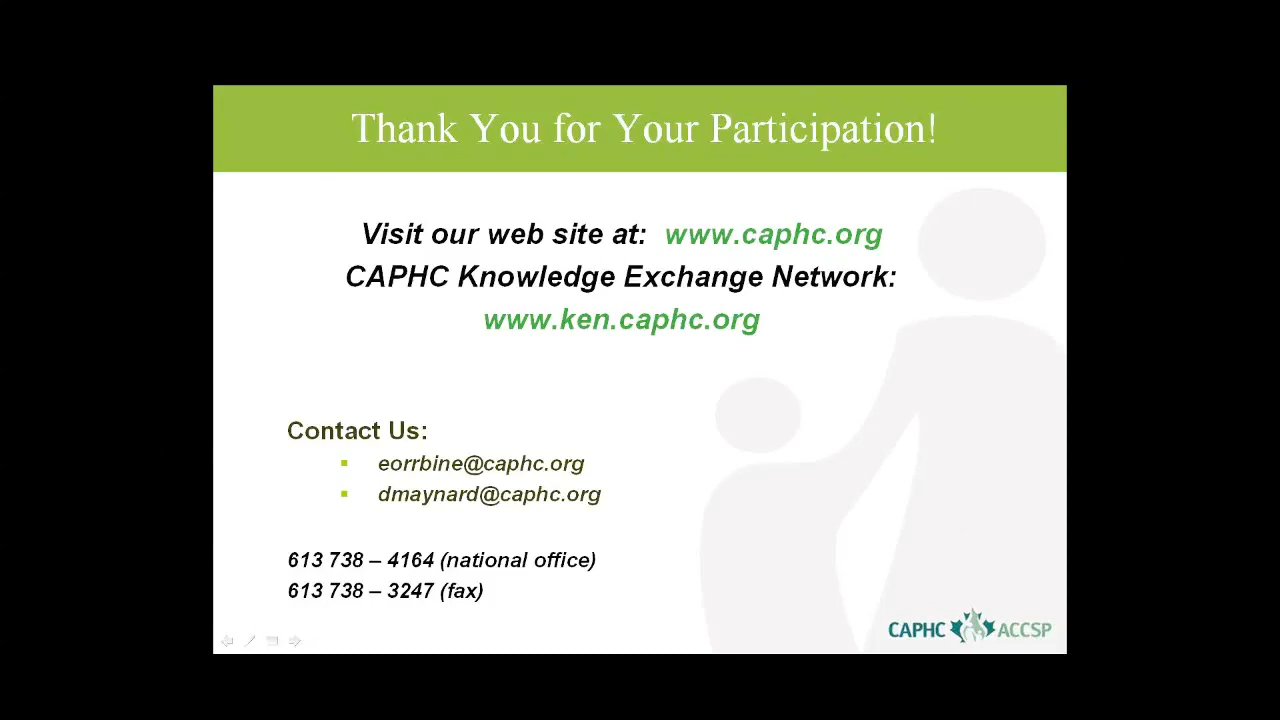 Thank You for Your Participation!
Visit our web site at: www.caphc.org
CAPHC Knowledge Exchange Network:
www.ken.caphc.org
Contact Us:
eorrbine@caphc.org
dmaynard@caphc.org
613 738 – 4164 (national office)
613 738 – 3247 (fax)
CAPHC ACCSP